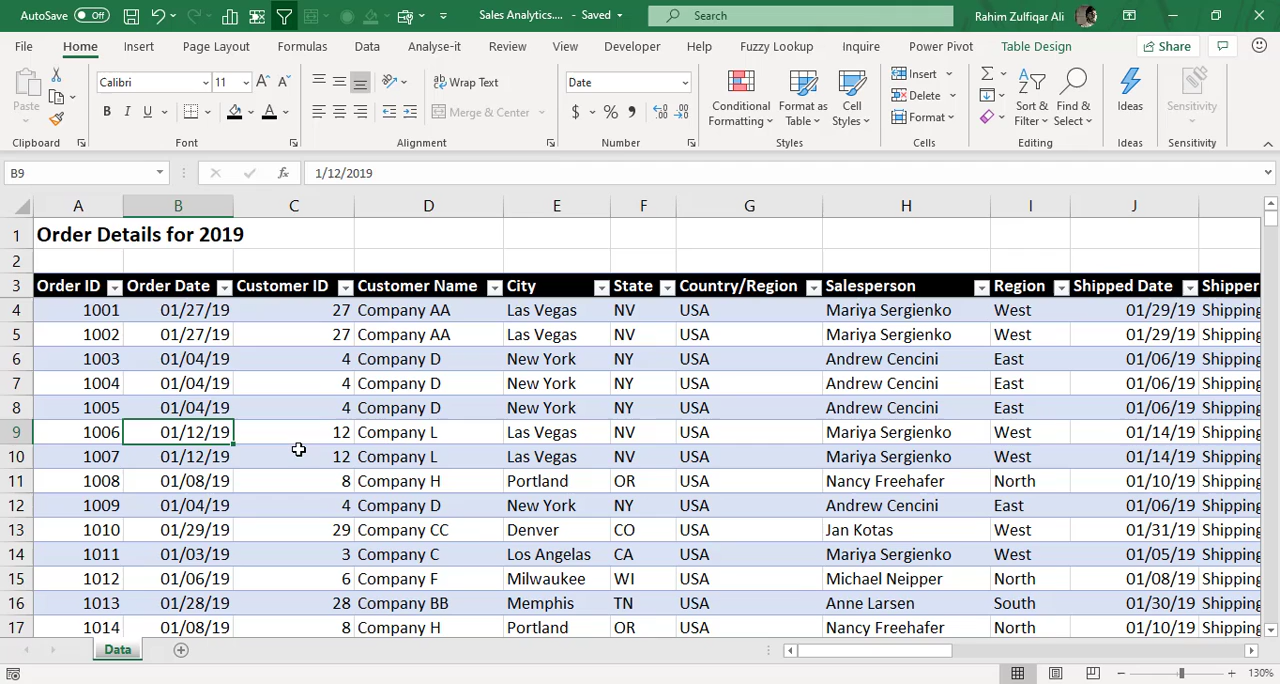 AutoSave Off Sales Analytics.... - Saved Search Rahim Zulfiqar Ali
File Home Insert Page Layout Formulas Data Analyse-it Review View Developer Help Fuzzy Lookup Inquire Power Pivot Table Design Share
Paste Calibri 11 A A ab Wrap Text Date Conditional Formatting Format as Table Cell Styles Insert Delete Format Sort & Filter Find & Select Ideas Sensitivity
B I U A Merge & Center $ % ,
Clipboard Font Alignment Number Styles Cells Editing Ideas Sensitivity
B9 fx 1/12/2019
A B C D E F G H I J
1 Order Details for 2019
2
3 Order ID Order Date Customer ID Customer Name City State Country/Region Salesperson Region Shipped Date Shipper
4 1001 01/27/19 27 Company AA Las Vegas NV USA Mariya Sergienko West 01/29/19 Shipping
5 1002 01/27/19 27 Company AA Las Vegas NV USA Mariya Sergienko West 01/29/19 Shipping
6 1003 01/04/19 4 Company D New York NY USA Andrew Cencini East 01/06/19 Shipping
7 1004 01/04/19 4 Company D New York NY USA Andrew Cencini East 01/06/19 Shipping
8 1005 01/04/19 4 Company D New York NY USA Andrew Cencini East 01/06/19 Shipping
9 1006 01/12/19 12 Company L Las Vegas NV USA Mariya Sergienko West 01/14/19 Shipping
10 1007 01/12/19 12 Company L Las Vegas NV USA Mariya Sergienko West 01/14/19 Shipping
11 1008 01/08/19 8 Company H Portland OR USA Nancy Freehafer North 01/10/19 Shipping
12 1009 01/04/19 4 Company D New York NY USA Andrew Cencini East 01/06/19 Shipping
13 1010 01/29/19 29 Company CC Denver CO USA Jan Kotas West 01/31/19 Shipping
14 1011 01/03/19 3 Company C Los Angelas CA USA Mariya Sergienko West 01/05/19 Shipping
15 1012 01/06/19 6 Company F Milwaukee WI USA Michael Neipper North 01/08/19 Shipping
16 1013 01/28/19 28 Company BB Memphis TN USA Anne Larsen South 01/30/19 Shipping
17 1014 01/08/19 8 Company H Portland OR USA Nancy Freehafer North 01/10/19 Shipping
Data
130%